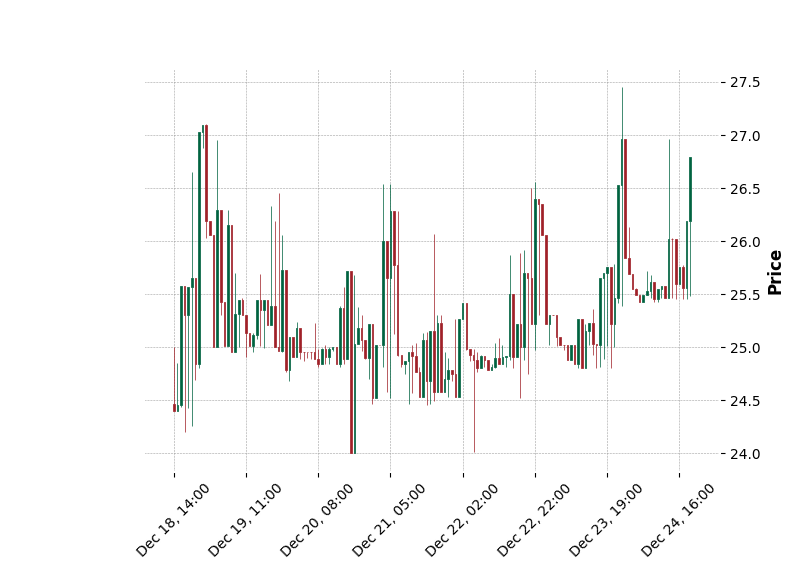 27.5
27.0
26.5
26.0
25.5
25.0
24.5
24.0
Price
Dec 18, 14:00
Dec 19, 11:00
Dec 20, 08:00
Dec 21, 05:00
Dec 22, 02:00
Dec 22, 22:00
Dec 23, 19:00
Dec 24, 16:00